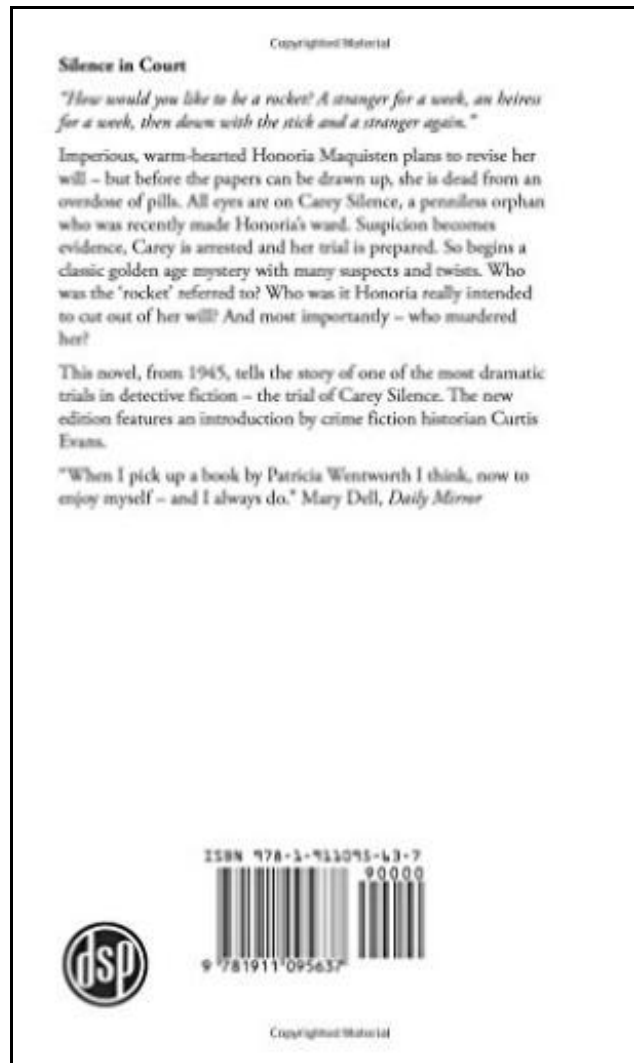 Copyrighted Material
Silence in Court
"How would you like to be a rocket? A stranger for a week, an heiress
for a week, then down with the stick and a stranger again."
Imperious, warm-hearted Honoria Maquisten plans to revise her
will – but before the papers can be drawn up, she is dead from an
overdose of pills. All eyes are on Carey Silence, a penniless orphan
who was recently made Honoria's ward. Suspicion becomes
evidence, Carey is arrested and her trial is prepared. So begins a
classic golden age mystery with many suspects and twists. Who
was the 'rocket' referred to? Who was it Honoria really intended
to cut out of her will? And most importantly – who murdered
her?
This novel, from 1945, tells the story of one of the most dramatic
trials in detective fiction – the trial of Carey Silence. The new
edition features an introduction by crime fiction historian Curtis
Evans.
"When I pick up a book by Patricia Wentworth I think, now to
enjoy myself – and I always do." Mary Dell, Daily Mirror
ISBN 978-1-911095-63-7
90000
9 781911 095637
dsp
Copyrighted Material